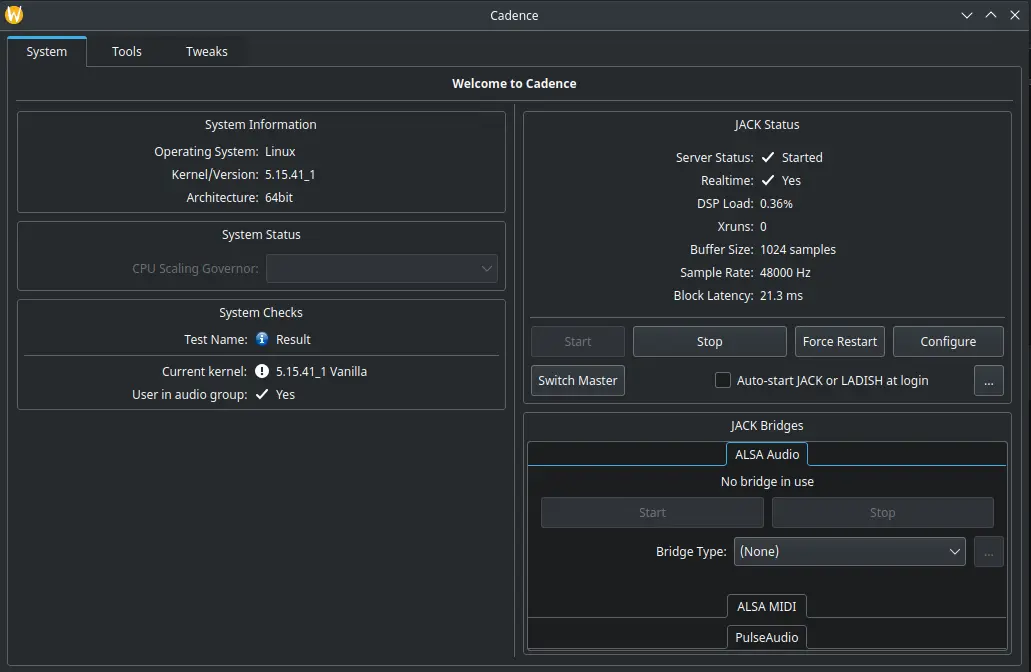 Cadence
System Tools Tweaks
Welcome to Cadence
System Information
Operating System: Linux
Kernel/Version: 5.15.41_1
Architecture: 64bit
System Status
CPU Scaling Governor:
System Checks
Test Name: Result
Current kernel: 5.15.41_1 Vanilla
User in audio group: Yes
JACK Status
Server Status: Started
Realtime: Yes
DSP Load: 0.36%
Xruns: 0
Buffer Size: 1024 samples
Sample Rate: 48000 Hz
Block Latency: 21.3 ms
Start Stop Force Restart Configure
Switch Master Auto-start JACK or LADISH at login ...
JACK Bridges
ALSA Audio
No bridge in use
Start Stop
Bridge Type: (None) ...
ALSA MIDI
PulseAudio